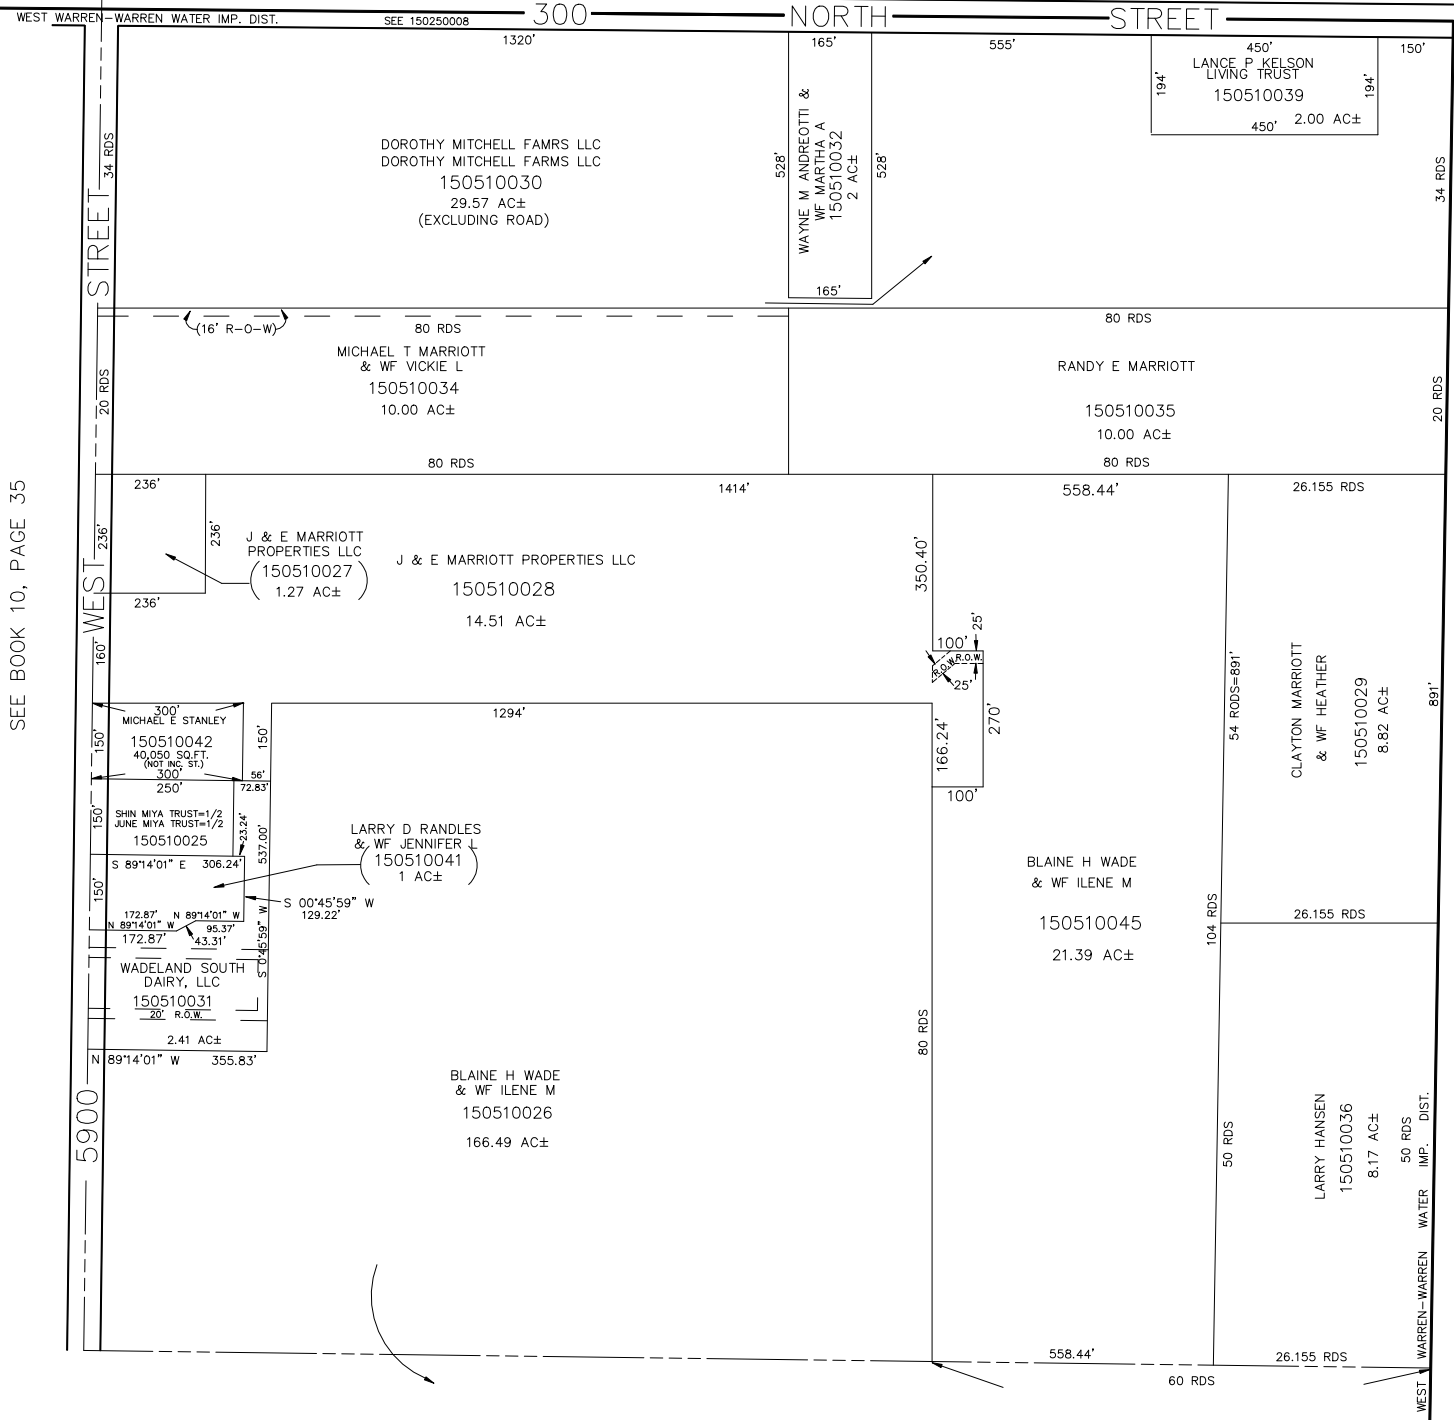 WEST WARREN-WARREN WATER IMP. DIST.
SEE 150250008
300 NORTH STREET
1320'
165'
555'
450'
150'
LANCE P KELSON
LIVING TRUST
150510039
2.00 AC±
194'
194'
450'
34 RDS
DOROTHY MITCHELL FAMRS LLC
DOROTHY MITCHELL FARMS LLC
150510030
29.57 AC±
(EXCLUDING ROAD)
528'
WAYNE M ANDREOTTI &
WF MARTHA A
150510032
2 AC±
528'
165'
34 RDS
(16' R-O-W)
80 RDS
80 RDS
MICHAEL T MARRIOTT
& WF VICKIE L
150510034
10.00 AC±
20 RDS
RANDY E MARRIOTT
150510035
10.00 AC±
20 RDS
80 RDS
80 RDS
236'
1414'
558.44'
26.155 RDS
236'
236'
J & E MARRIOTT
PROPERTIES LLC
(150510027)
1.27 AC±
236'
J & E MARRIOTT PROPERTIES LLC
150510028
14.51 AC±
350.40'
100'
25'
R.O.W.
R.O.W.
25'
270'
166.24'
100'
SEE BOOK 10, PAGE 35
5900 WEST STREET
160'
54 RODS=891'
CLAYTON MARRIOTT
& WF HEATHER
150510029
8.82 AC±
891'
300'
MICHAEL E STANLEY
150510042
40,050 SQ.FT.
(NOT INC. ST.)
300'
150'
150'
1294'
56'
250'
72.83'
SHIN MIYA TRUST=1/2
JUNE MIYA TRUST=1/2
150510025
150'
23.24'
537.00'
S 89°14'01" E 306.24'
LARRY D RANDLES
& WF JENNIFER L
(150510041)
1 AC±
150'
S 00°45'59" W
129.22'
172.87' N 89°14'01" W
N 89°14'01" W 95.37'
172.87' 43.31'
S 0°45'59" W
WADELAND SOUTH
DAIRY, LLC
150510031
20' R.O.W.
2.41 AC±
N 89°14'01" W 355.83'
BLAINE H WADE
& WF ILENE M
150510045
21.39 AC±
104 RDS
26.155 RDS
80 RDS
BLAINE H WADE
& WF ILENE M
150510026
166.49 AC±
50 RDS
LARRY HANSEN
150510036
8.17 AC±
50 RDS
WEST WARREN-WARREN WATER IMP. DIST.
558.44'
26.155 RDS
60 RDS